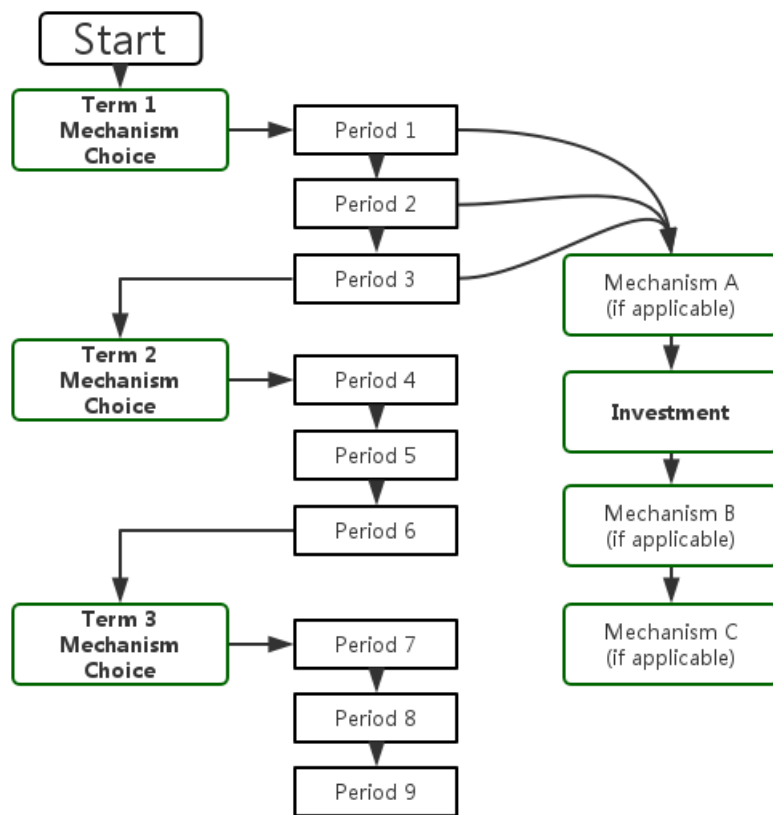 Start
Term 1
Mechanism
Choice
Period 1
Period 2
Period 3
Mechanism A
(if applicable)
Term 2
Mechanism
Choice
Period 4
Investment
Period 5
Period 6
Mechanism B
(if applicable)
Term 3
Mechanism
Choice
Period 7
Mechanism C
(if applicable)
Period 8
Period 9